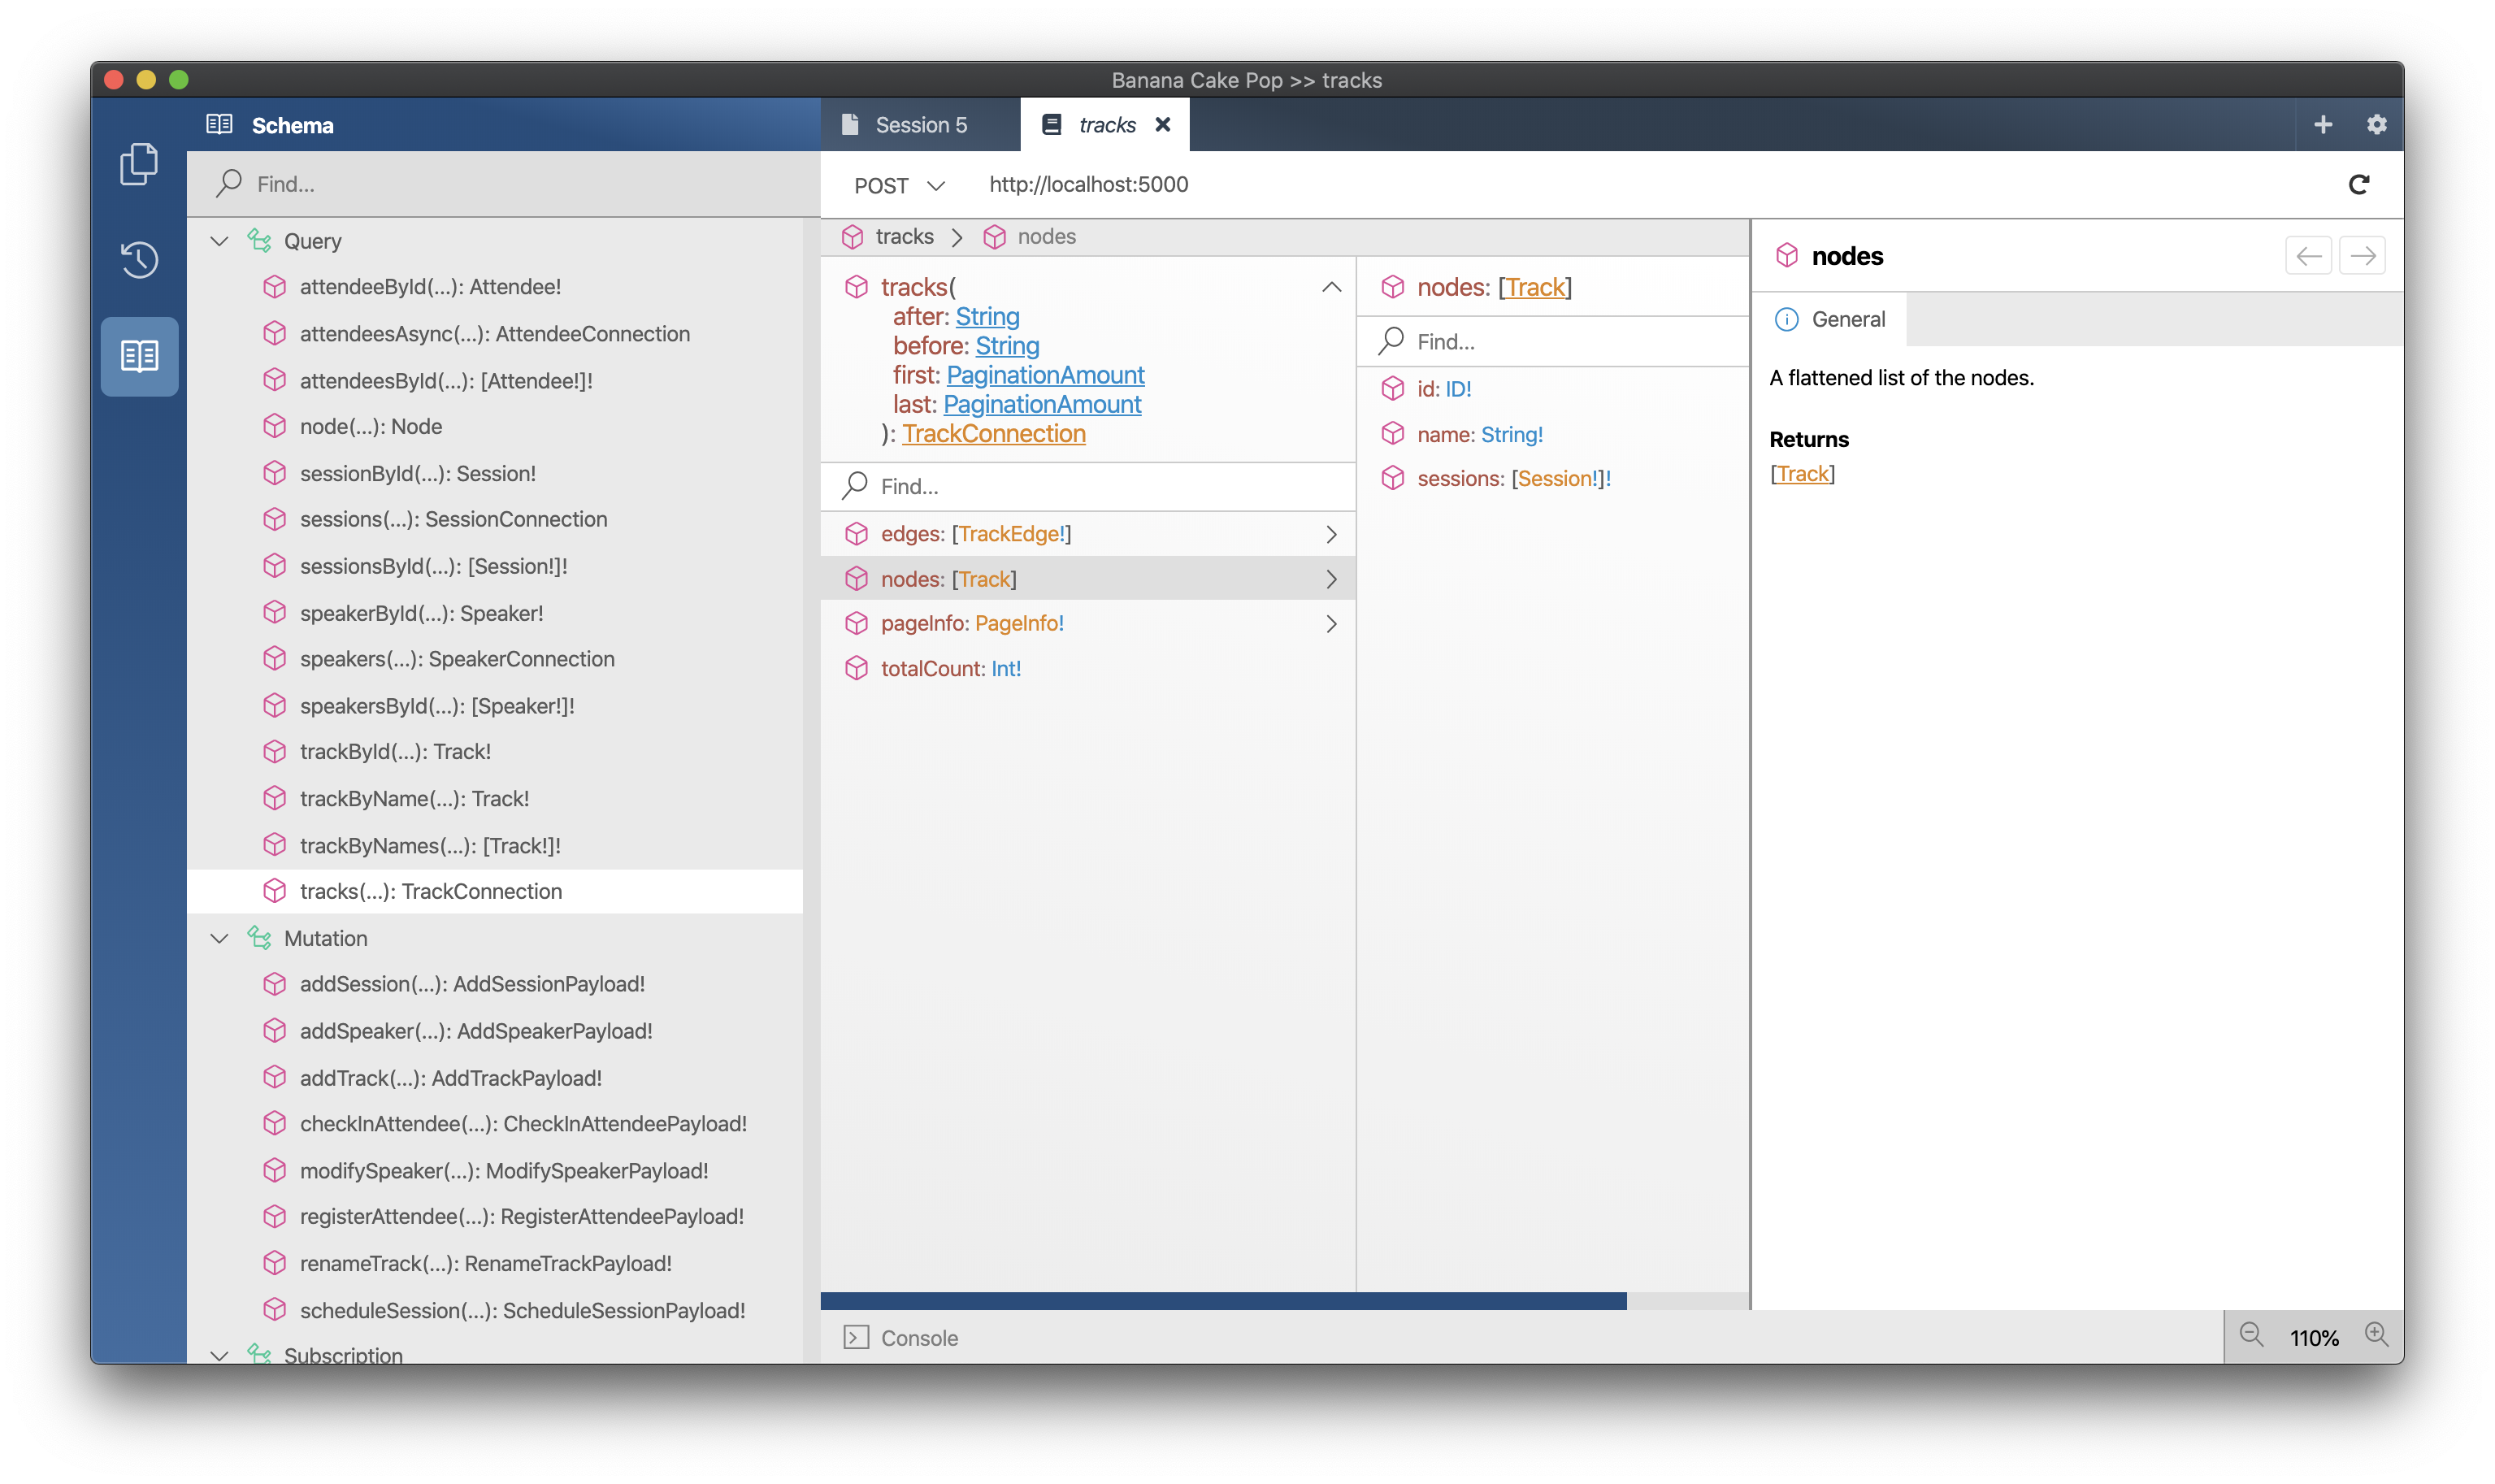 Banana Cake Pop >> tracks
Schema
Find...
Query
attendeeById(...): Attendee!
attendeesAsync(...): AttendeeConnection
attendeesById(...): [Attendee!]!
node(...): Node
sessionById(...): Session!
sessions(...): SessionConnection
sessionsById(...): [Session!]!
speakerById(...): Speaker!
speakers(...): SpeakerConnection
speakersById(...): [Speaker!]!
trackById(...): Track!
trackByName(...): Track!
trackByNames(...): [Track!]!
tracks(...): TrackConnection
Mutation
addSession(...): AddSessionPayload!
addSpeaker(...): AddSpeakerPayload!
addTrack(...): AddTrackPayload!
checkInAttendee(...): CheckInAttendeePayload!
modifySpeaker(...): ModifySpeakerPayload!
registerAttendee(...): RegisterAttendeePayload!
renameTrack(...): RenameTrackPayload!
scheduleSession(...): ScheduleSessionPayload!
Subscription
Session 5
tracks
POST
http://localhost:5000
tracks
nodes
tracks(
after: String
before: String
first: PaginationAmount
last: PaginationAmount
): TrackConnection
Find...
edges: [TrackEdge!]
nodes: [Track]
pageInfo: PageInfo!
totalCount: Int!
nodes: [Track]
Find...
id: ID!
name: String!
sessions: [Session!]!
nodes
General
A flattened list of the nodes.
Returns
[Track]
Console
110%